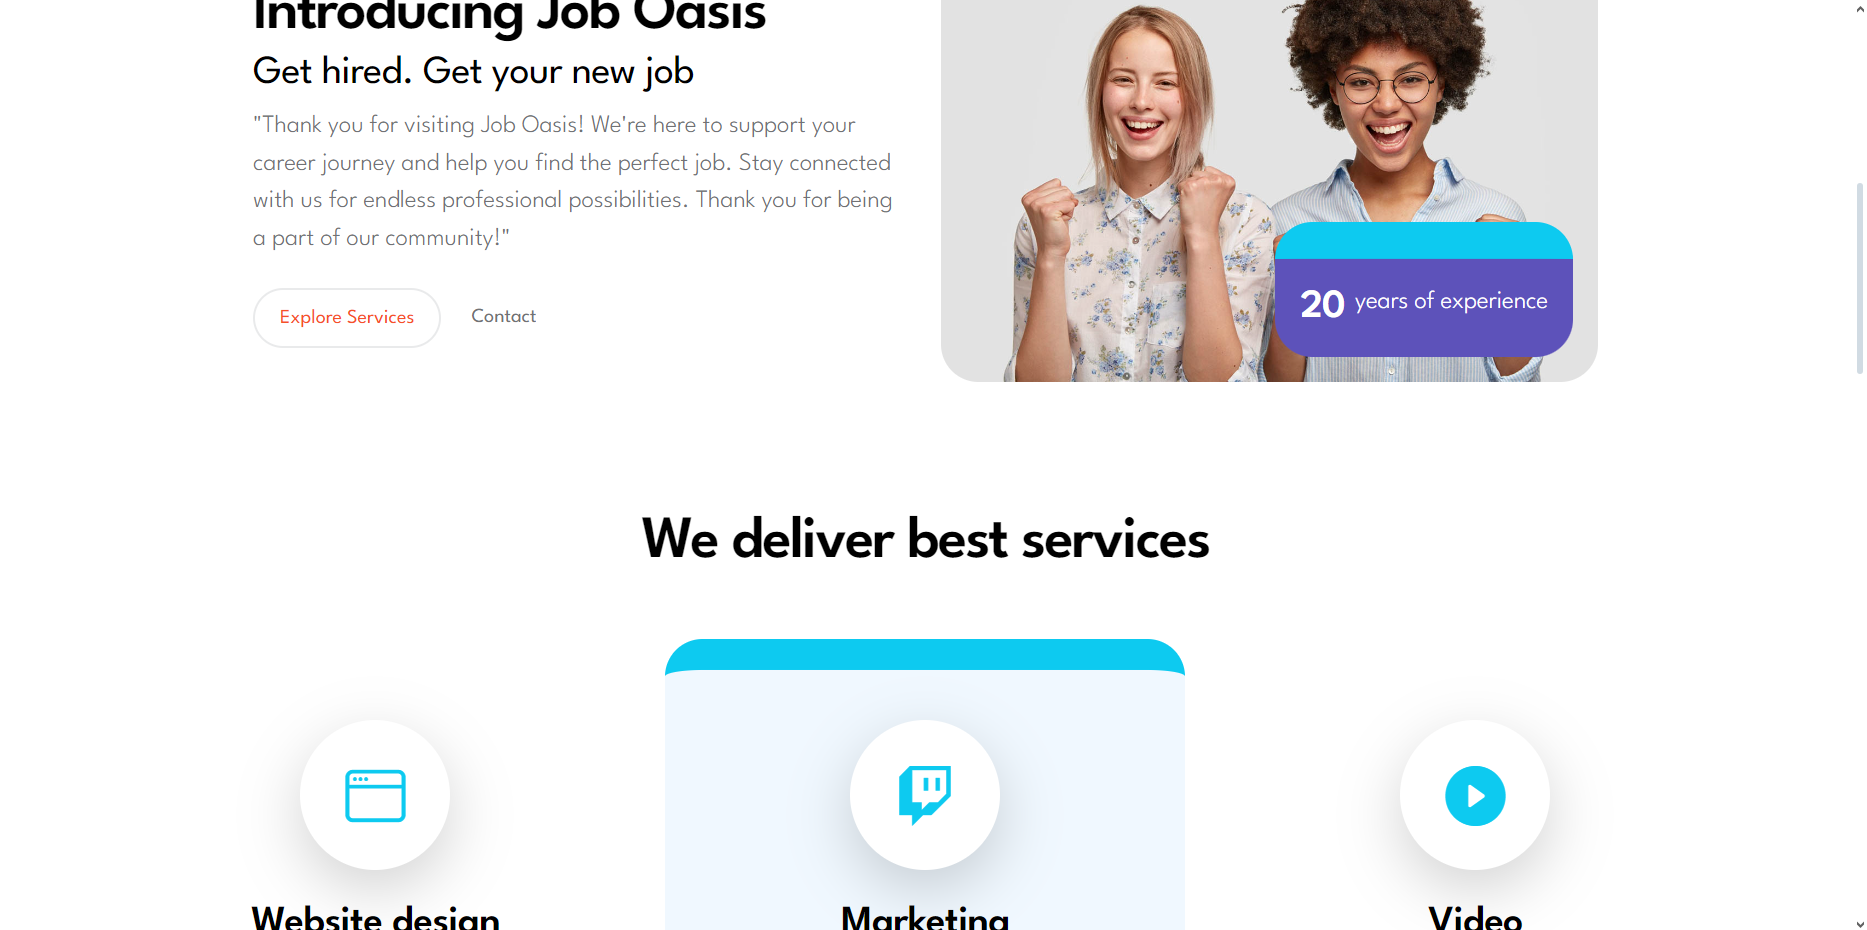 Introducing Job Oasis
Get hired. Get your new job
"Thank you for visiting Job Oasis! We're here to support your
career journey and help you find the perfect job. Stay connected
with us for endless professional possibilities. Thank you for being
a part of our community!"
Explore Services
Contact
20 years of experience
We deliver best services
Website design
Marketing
Video